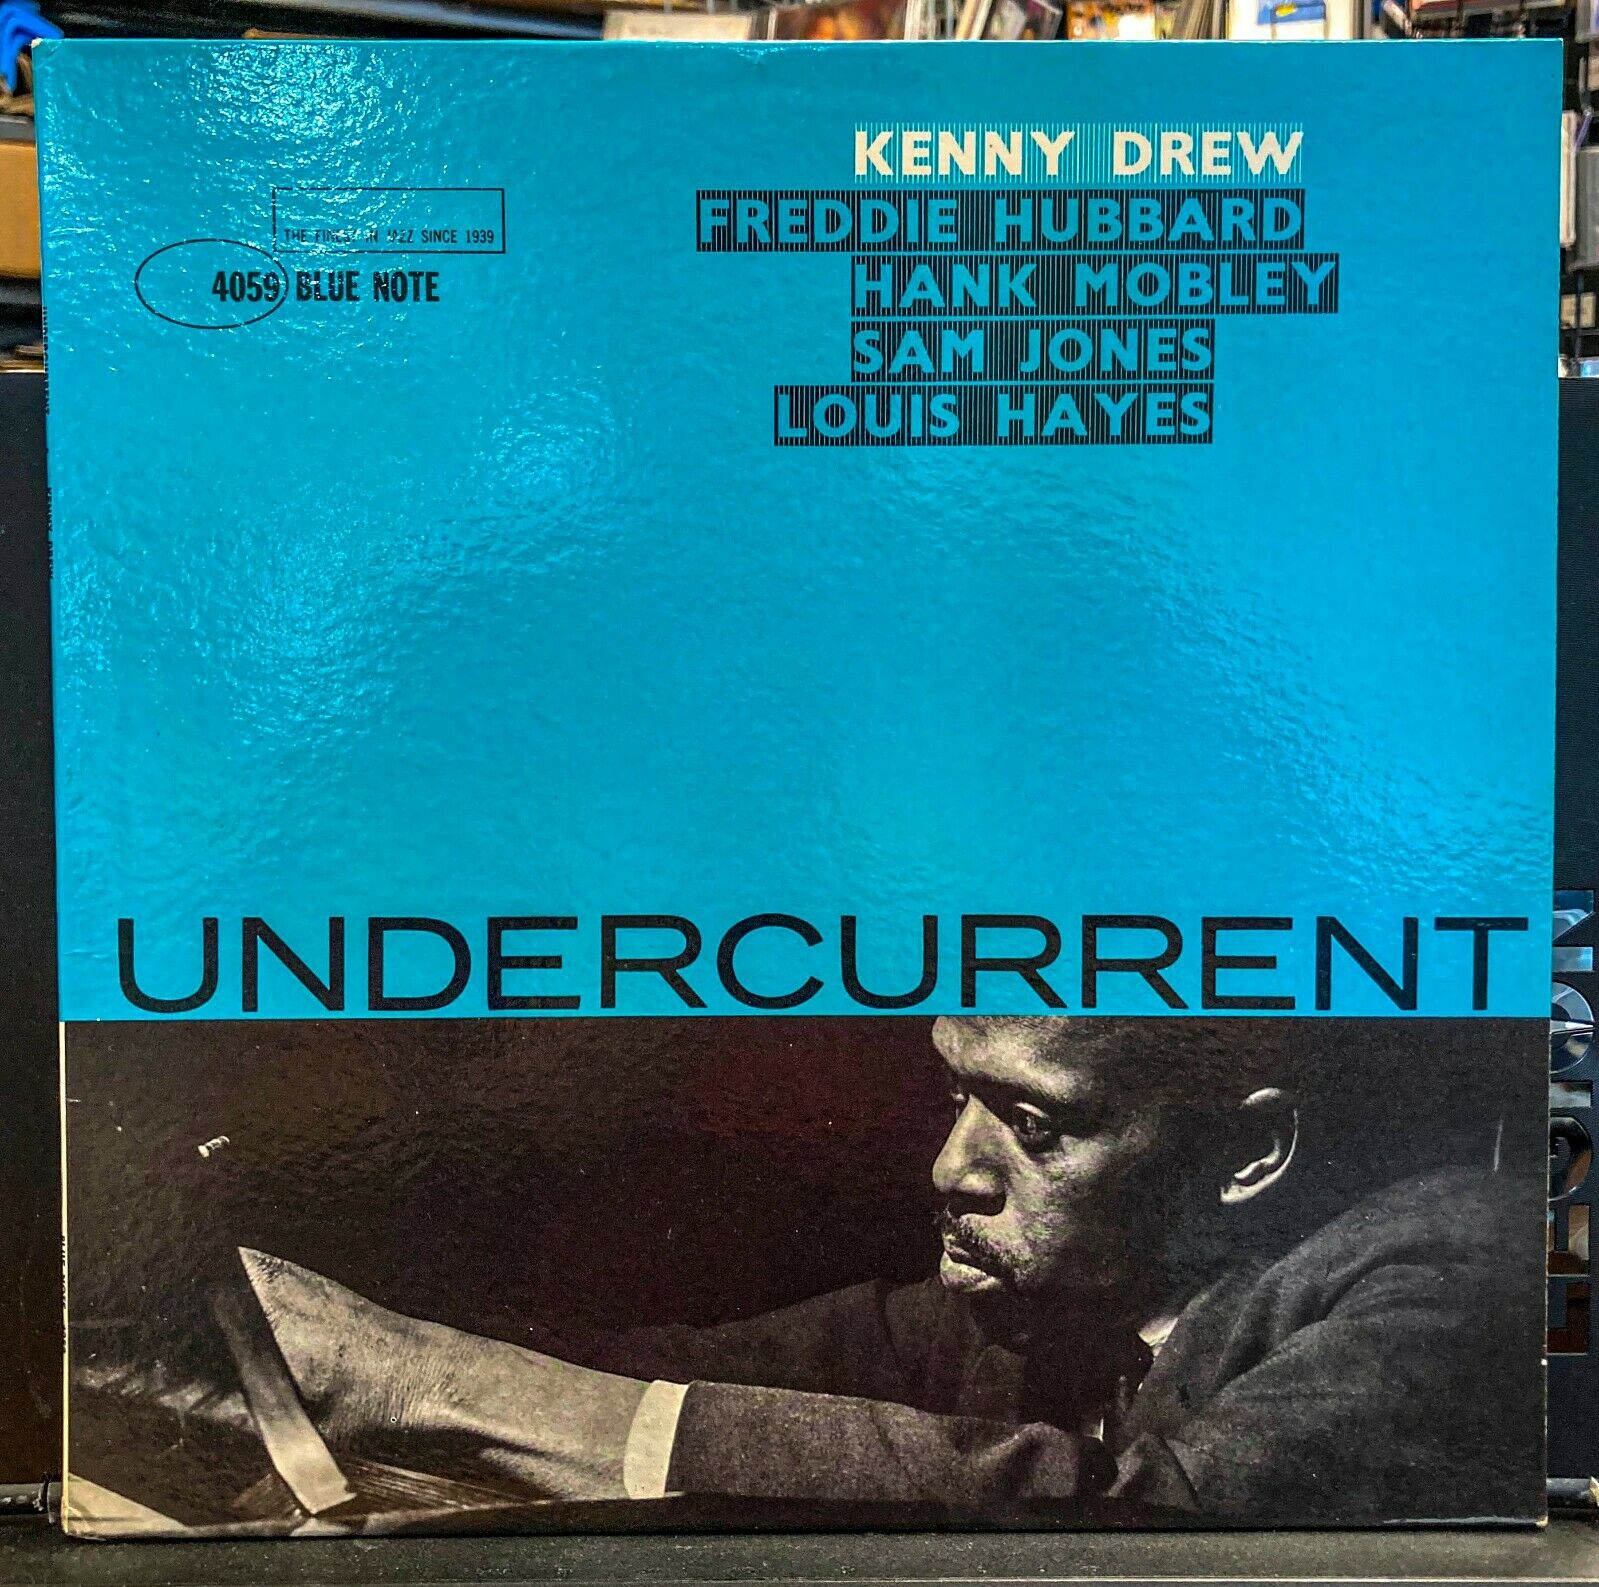 KENNY DREW
FREDDIE HUBBARD
HANK MOBLEY
SAM JONES
LOUIS HAYES
THE FINEST IN JAZZ SINCE 1939
4059 BLUE NOTE
UNDERCURRENT